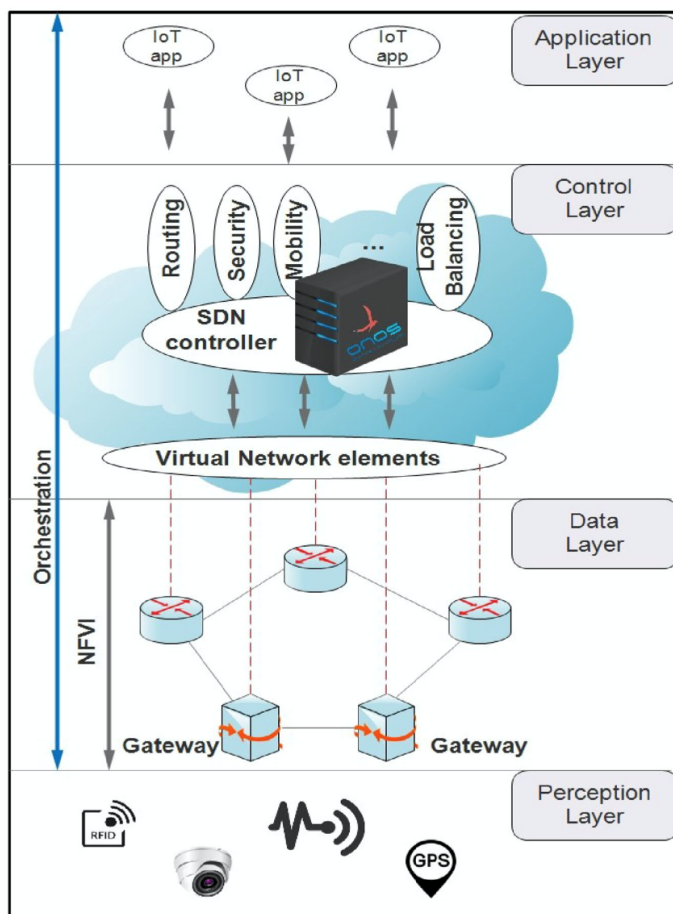 IoT
app
IoT
app
IoT
app
Application
Layer
Control
Layer
Routing
Security
Mobility
...
Load
Balancing
SDN
controller
onos
Virtual Network elements
Orchestration
NFVI
Data
Layer
Gateway
Gateway
Perception
Layer
RFID
GPS